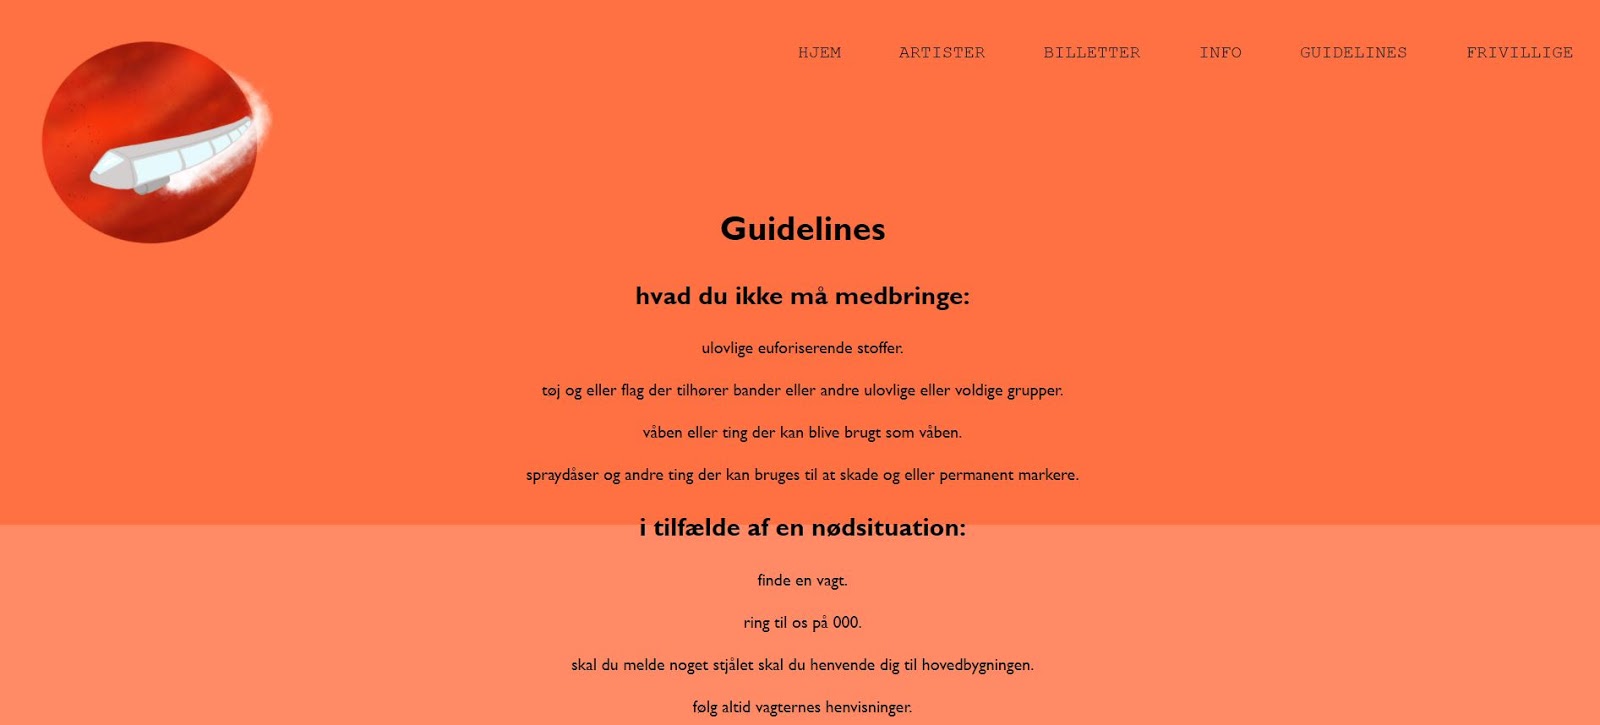 HJEM ARTISTER BILLETTER INFO GUIDELINES FRIVILLIGE
Guidelines
hvad du ikke må medbringe:
ulovlige euforiserende stoffer.
tøj og eller flag der tilhører bander eller andre ulovlige eller voldige grupper.
våben eller ting der kan blive brugt som våben.
spraydåser og andre ting der kan bruges til at skade og eller permanent markere.
i tilfælde af en nødsituation:
finde en vagt.
ring til os på 000.
skal du melde noget stjålet skal du henvende dig til hovedbygningen.
følg altid vagternes henvisninger.